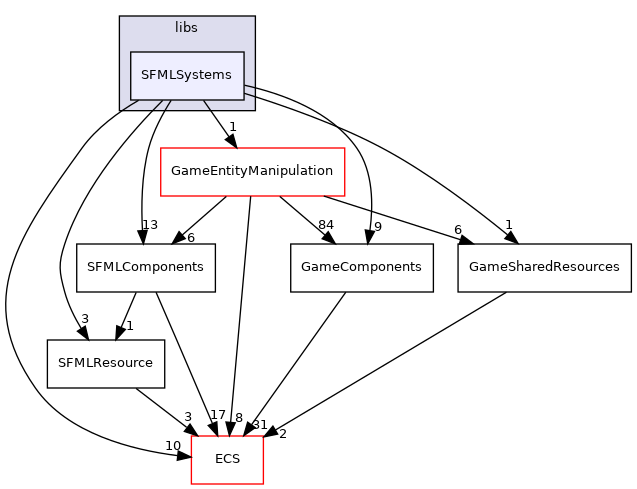 libs
SFMLSystems
1
GameEntityManipulation
13
6
84
9
6
1
SFMLComponents
GameComponents
GameSharedResources
3
1
SFMLResource
3
17
8
31
2
10
ECS